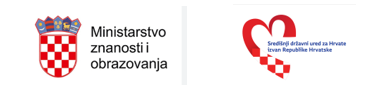 Ministarstvo
znanosti i
obrazovanja
Središnji državni ured za Hrvate
izvan Republike Hrvatske